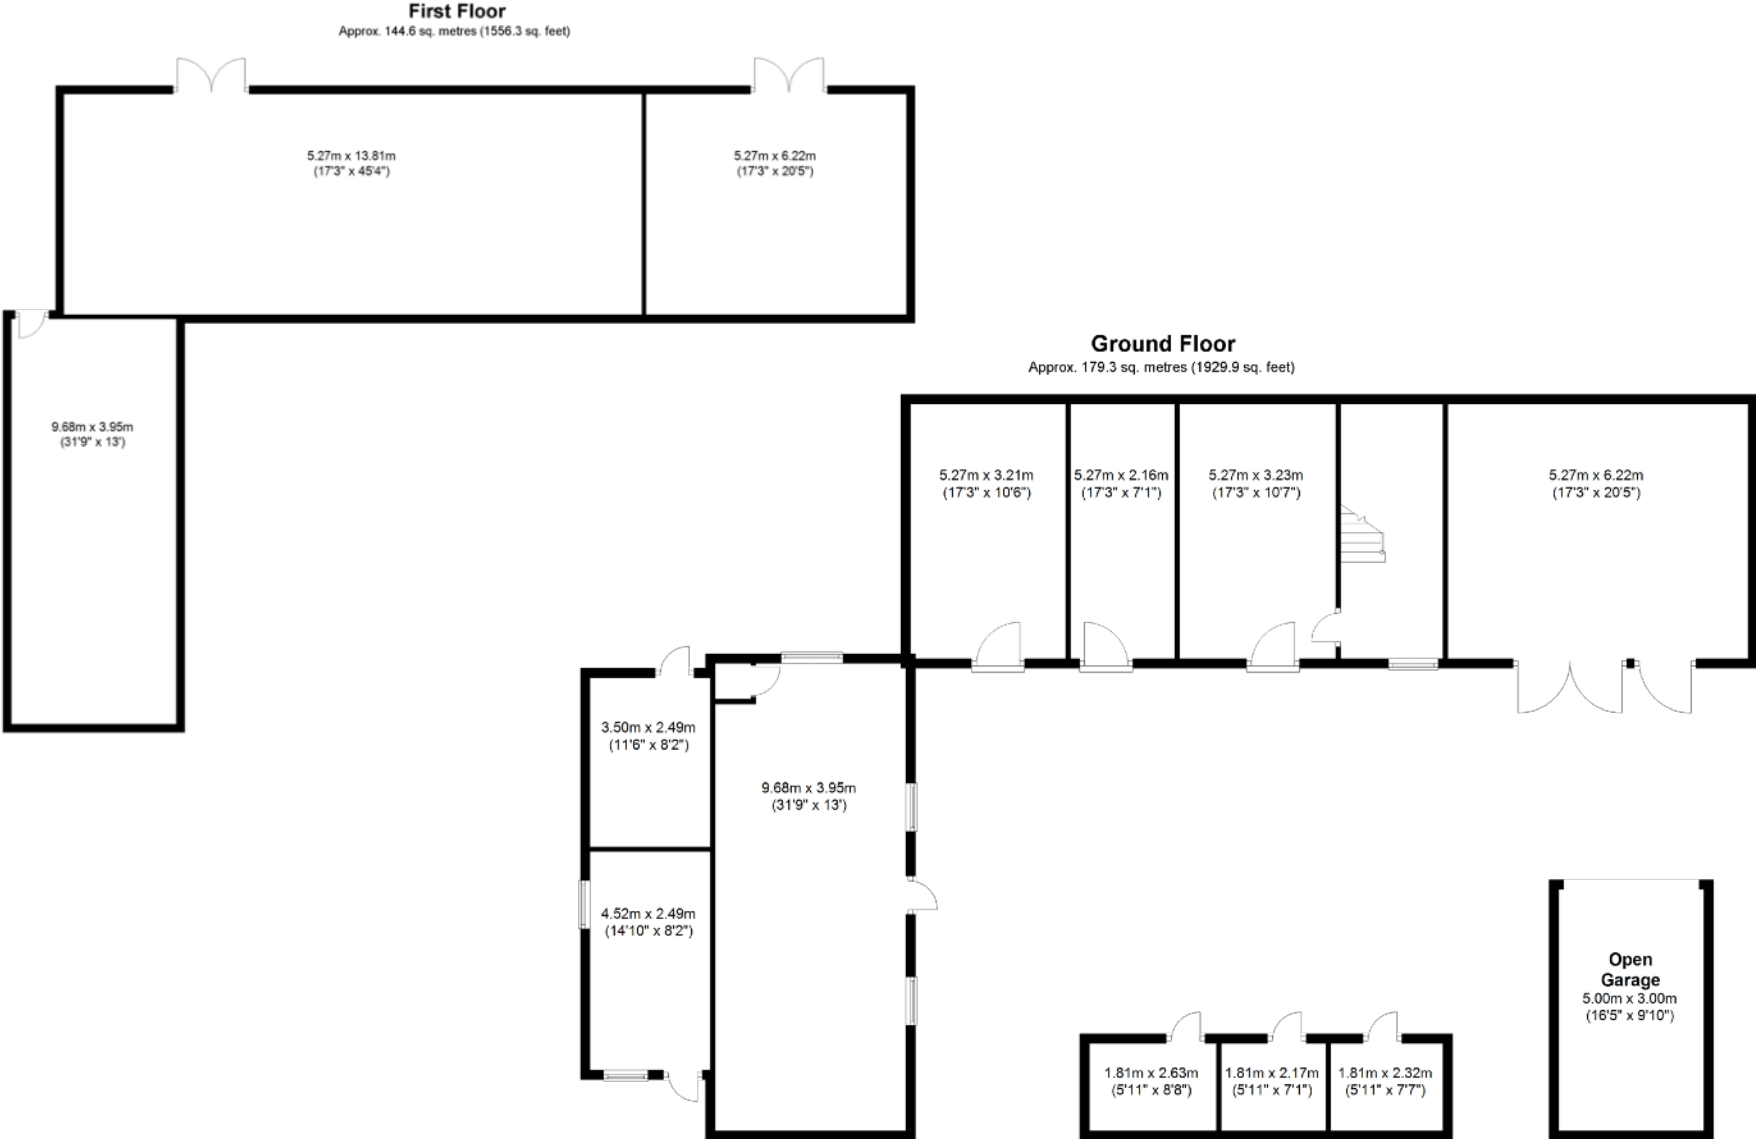 First Floor
Approx. 144.6 sq. metres (1556.3 sq. feet)
5.27m x 13.81m
(17'3" x 45'4")
5.27m x 6.22m
(17'3" x 20'5")
9.68m x 3.95m
(31'9" x 13')
Ground Floor
Approx. 179.3 sq. metres (1929.9 sq. feet)
5.27m x 3.21m
(17'3" x 10'6")
5.27m x 2.16m
(17'3" x 7'1")
5.27m x 3.23m
(17'3" x 10'7")
5.27m x 6.22m
(17'3" x 20'5")
3.50m x 2.49m
(11'6" x 8'2")
9.68m x 3.95m
(31'9" x 13')
4.52m x 2.49m
(14'10" x 8'2")
Open
Garage
5.00m x 3.00m
(16'5" x 9'10")
1.81m x 2.63m
(5'11" x 8'8")
1.81m x 2.17m
(5'11" x 7'1")
1.81m x 2.32m
(5'11" x 7'7")